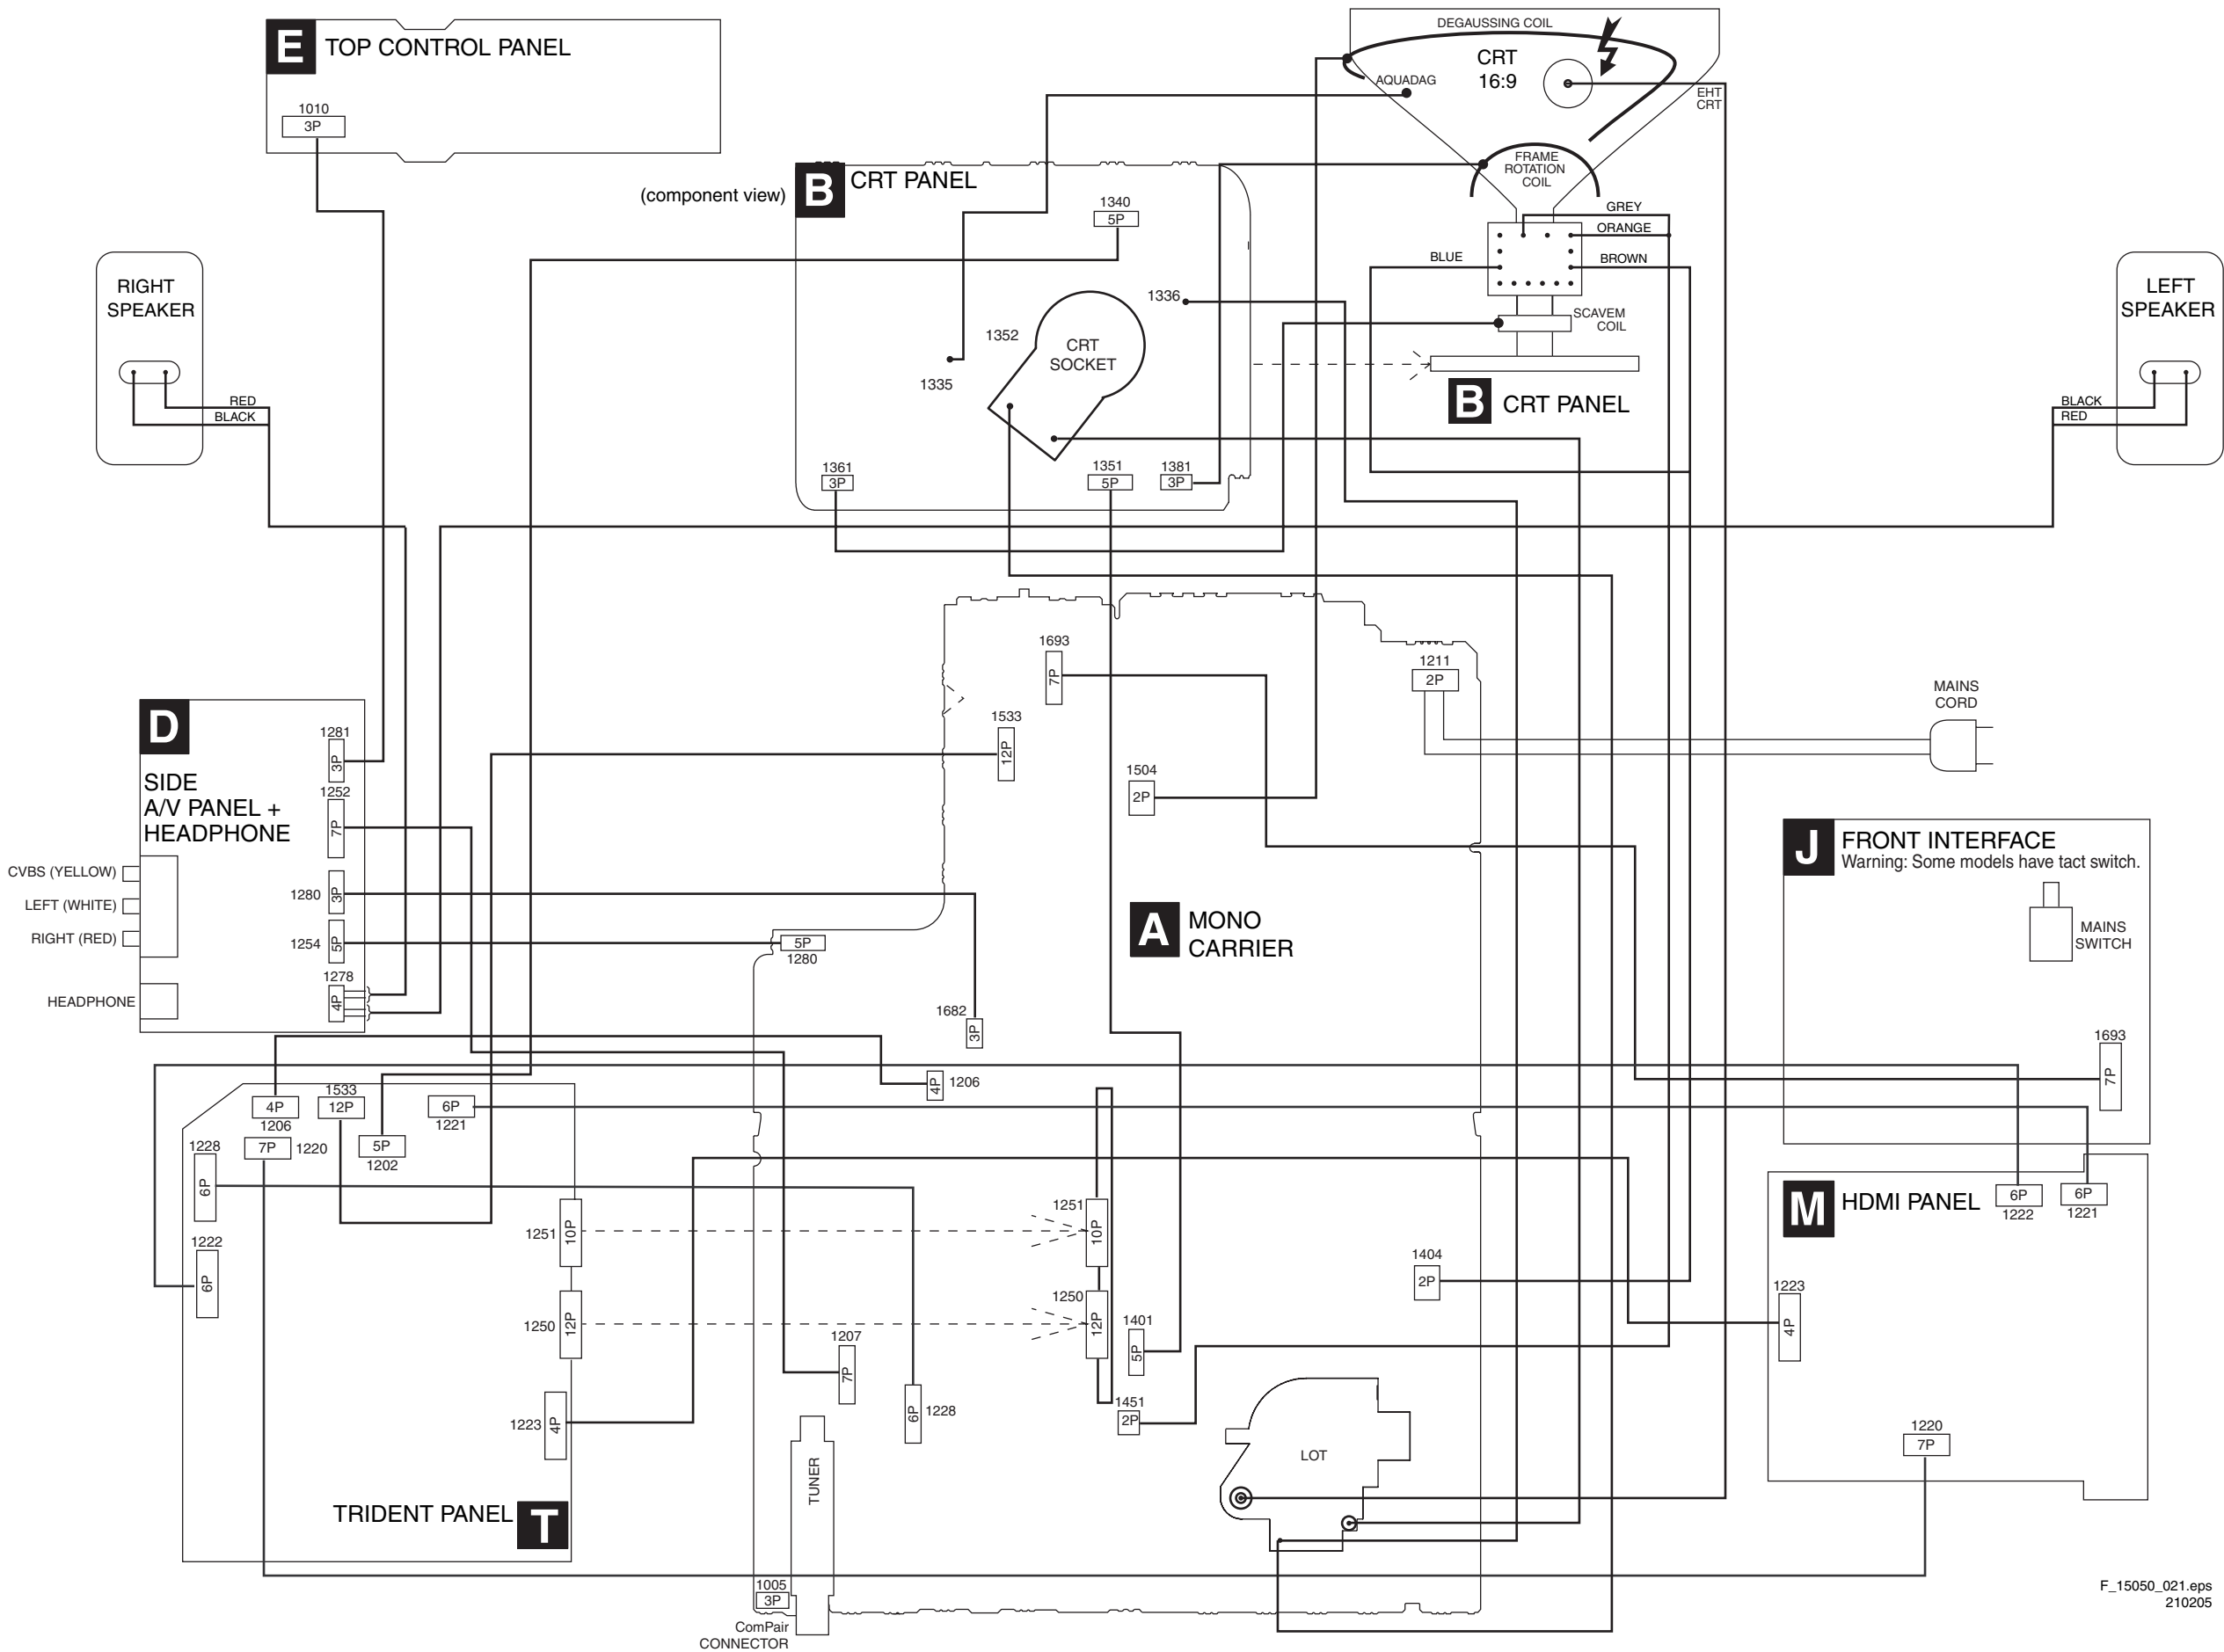 E TOP CONTROL PANEL
1010
3P
DEGAUSSING COIL
CRT
16:9
AQUADAG
EHT
CRT
FRAME
ROTATION
COIL
(component view)
B CRT PANEL
1340
5P
GREY
ORANGE
BLUE
BROWN
SCAVEM
COIL
1336
1352
CRT
SOCKET
1335
B CRT PANEL
1361
3P
1351
5P
1381
3P
RIGHT
SPEAKER
RED
BLACK
LEFT
SPEAKER
BLACK
RED
1693
7P
1211
2P
MAINS
CORD
1533
12P
1504
2P
D
SIDE
A/V PANEL +
HEADPHONE
1281
3P
1252
7P
1280
3P
1254
5P
1278
4P
CVBS (YELLOW)
LEFT (WHITE)
RIGHT (RED)
HEADPHONE
5P
1280
A MONO
CARRIER
J FRONT INTERFACE
Warning: Some models have tact switch.
MAINS
SWITCH
1693
7P
1682
3P
4P 1206
4P
1206
1533
12P
6P
1221
7P 1220
5P
1202
1228
6P
1222
6P
1251 10P
1250 12P
1223 4P
TRIDENT PANEL T
1251
10P
1250
12P
1207
7P
6P 1228
1401
5P
1451
2P
1404
2P
LOT
TUNER
1005
3P
ComPair
CONNECTOR
M HDMI PANEL
6P
1222
6P
1221
1223
4P
1220
7P
F_15050_021.eps
210205